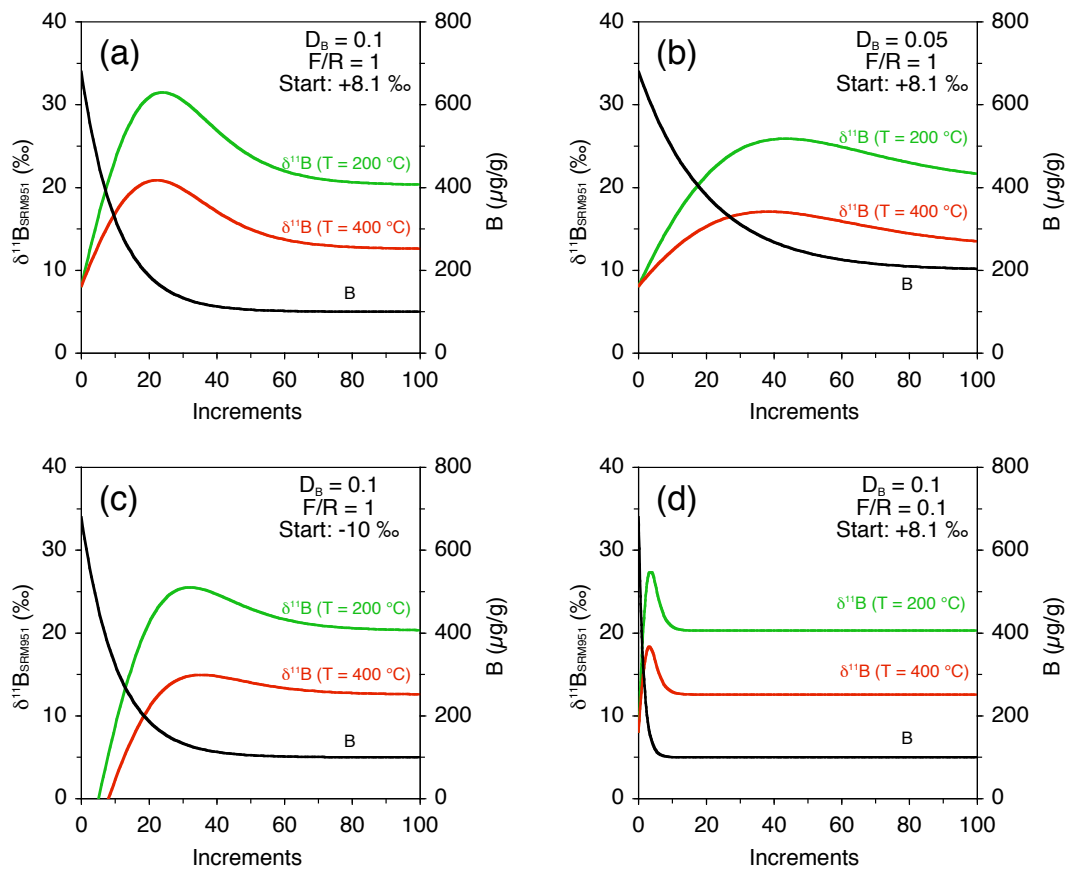 (a)
D_B = 0.1
F/R = 1
Start: +8.1 ‰
δ¹¹B (T = 200 °C)
δ¹¹B (T = 400 °C)
B
40
30
20
10
0
800
600
400
200
0
0 20 40 60 80 100
δ¹¹B_SRM951 (‰)
B (µg/g)
Increments
(b)
D_B = 0.05
F/R = 1
Start: +8.1 ‰
δ¹¹B (T = 200 °C)
δ¹¹B (T = 400 °C)
B
40
30
20
10
0
800
600
400
200
0
0 20 40 60 80 100
δ¹¹B_SRM951 (‰)
B (µg/g)
Increments
(c)
D_B = 0.1
F/R = 1
Start: -10 ‰
δ¹¹B (T = 200 °C)
δ¹¹B (T = 400 °C)
B
40
30
20
10
0
800
600
400
200
0
0 20 40 60 80 100
δ¹¹B_SRM951 (‰)
B (µg/g)
Increments
(d)
D_B = 0.1
F/R = 0.1
Start: +8.1 ‰
δ¹¹B (T = 200 °C)
δ¹¹B (T = 400 °C)
B
40
30
20
10
0
800
600
400
200
0
0 20 40 60 80 100
δ¹¹B_SRM951 (‰)
B (µg/g)
Increments